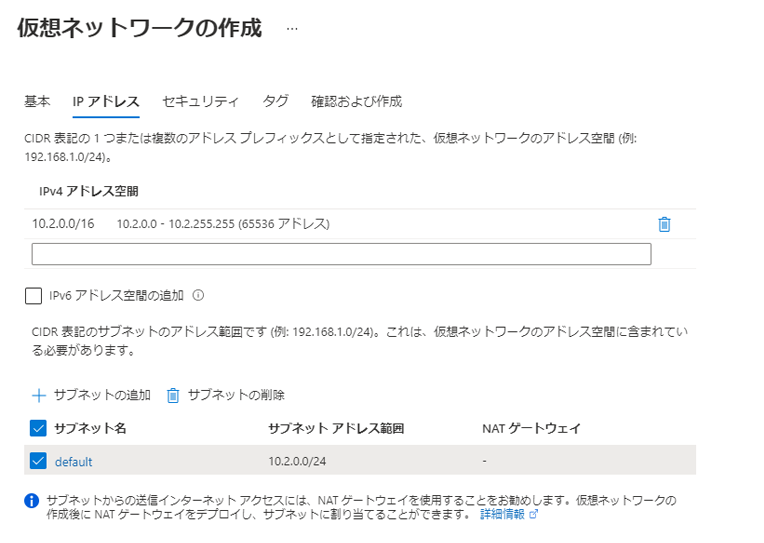 仮想ネットワークの作成 …
基本 IP アドレス セキュリティ タグ 確認および作成
CIDR 表記の 1 つまたは複数のアドレス プレフィックスとして指定された、仮想ネットワークのアドレス空間 (例:
192.168.1.0/24)。
IPv4 アドレス空間
10.2.0.0/16 10.2.0.0 - 10.2.255.255 (65536 アドレス)
IPv6 アドレス空間の追加
CIDR 表記のサブネットのアドレス範囲です (例: 192.168.1.0/24)。これは、仮想ネットワークのアドレス空間に含まれてい
る必要があります。
サブネットの追加 サブネットの削除
サブネット名 サブネット アドレス範囲 NAT ゲートウェイ
default 10.2.0.0/24 -
サブネットからの送信インターネット アクセスには、NAT ゲートウェイを使用することをお勧めします。仮想ネットワークの
作成後に NAT ゲートウェイをデプロイし、サブネットに割り当てることができます。 詳細情報